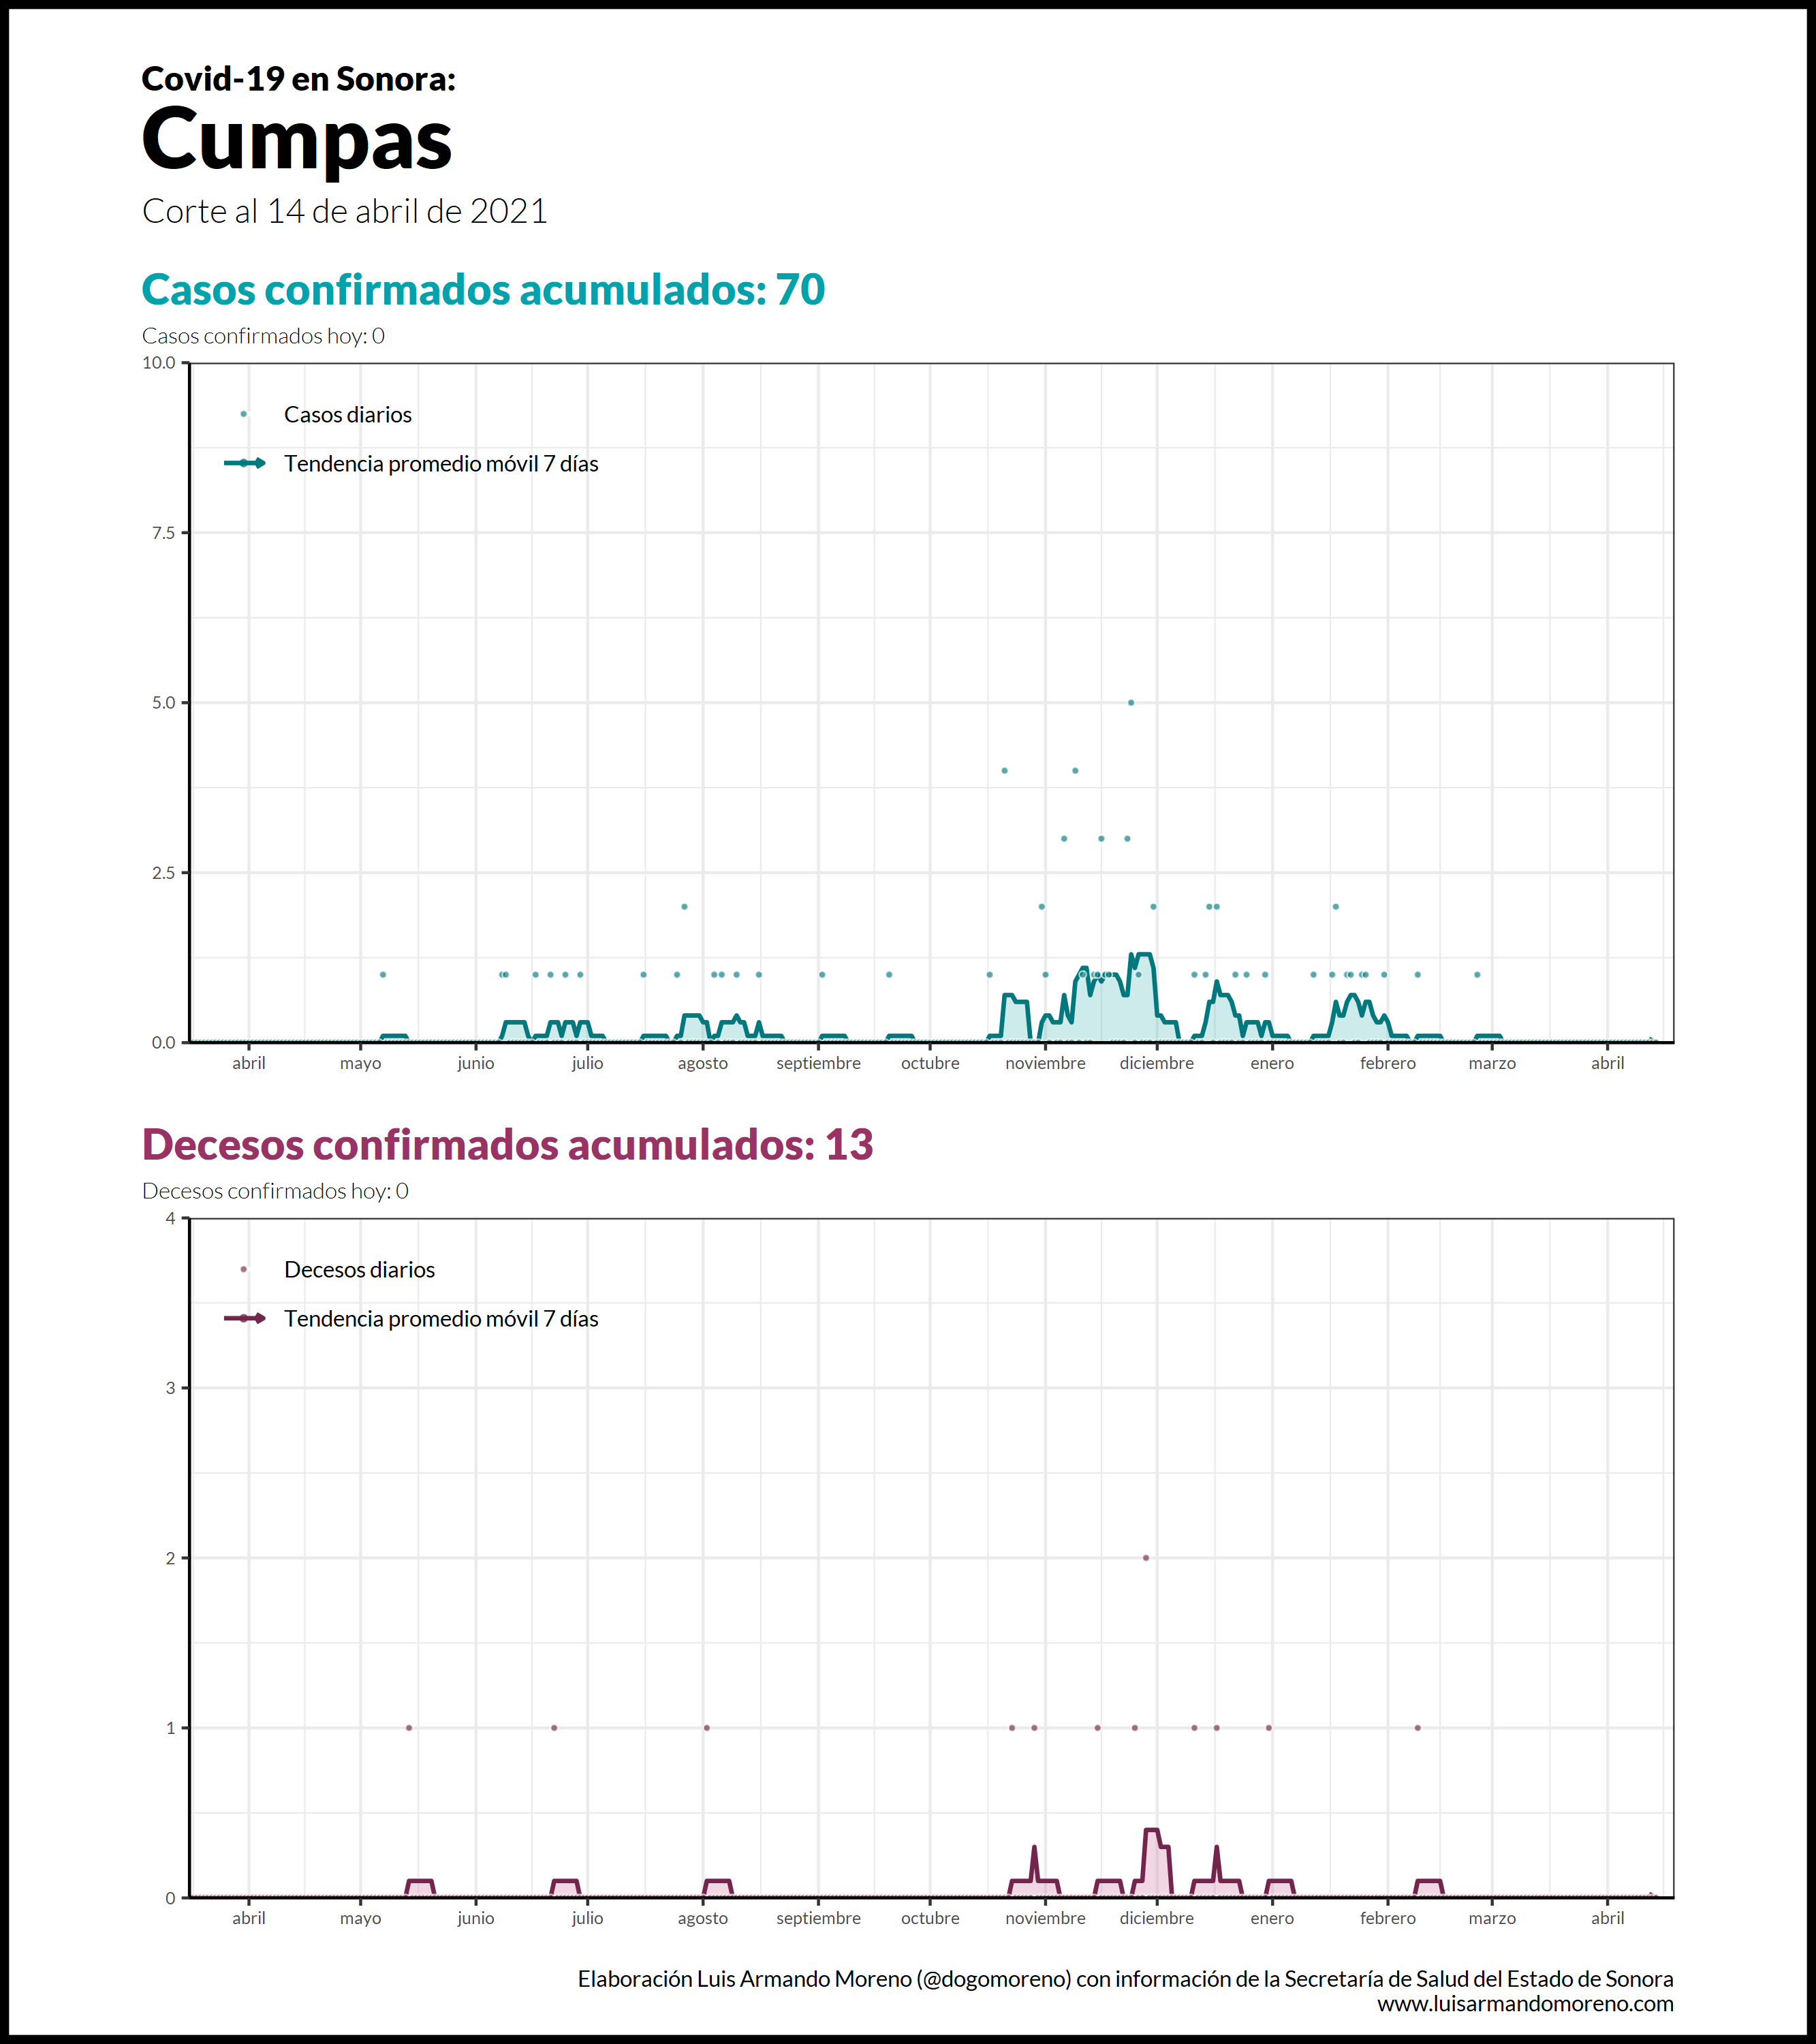 Covid-19 en Sonora:
Cumpas
Corte al 14 de abril de 2021
Casos confirmados acumulados: 70
Casos confirmados hoy: 0
10.0
Casos diarios
Tendencia promedio móvil 7 días
7.5
5.0
2.5
0.0
abril mayo junio julio agosto septiembre octubre noviembre diciembre enero febrero marzo abril
Decesos confirmados acumulados: 13
Decesos confirmados hoy: 0
4
Decesos diarios
Tendencia promedio móvil 7 días
3
2
1
0
abril mayo junio julio agosto septiembre octubre noviembre diciembre enero febrero marzo abril
Elaboración Luis Armando Moreno (@dogomoreno) con información de la Secretaría de Salud del Estado de Sonora
www.luisarmandomoreno.com